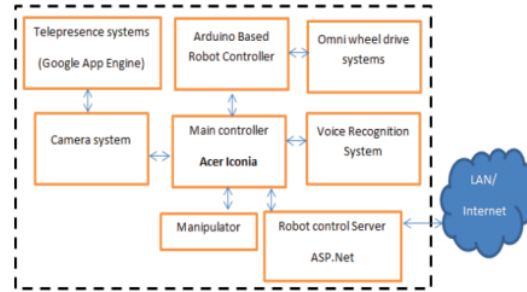 Telepresence systems
(Google App Engine)
Arduino Based
Robot Controller
Omni wheel drive
systems
Camera system
Main controller
Acer Iconia
Voice Recognition
System
LAN/
Internet
Manipulator
Robot control Server
ASP.Net